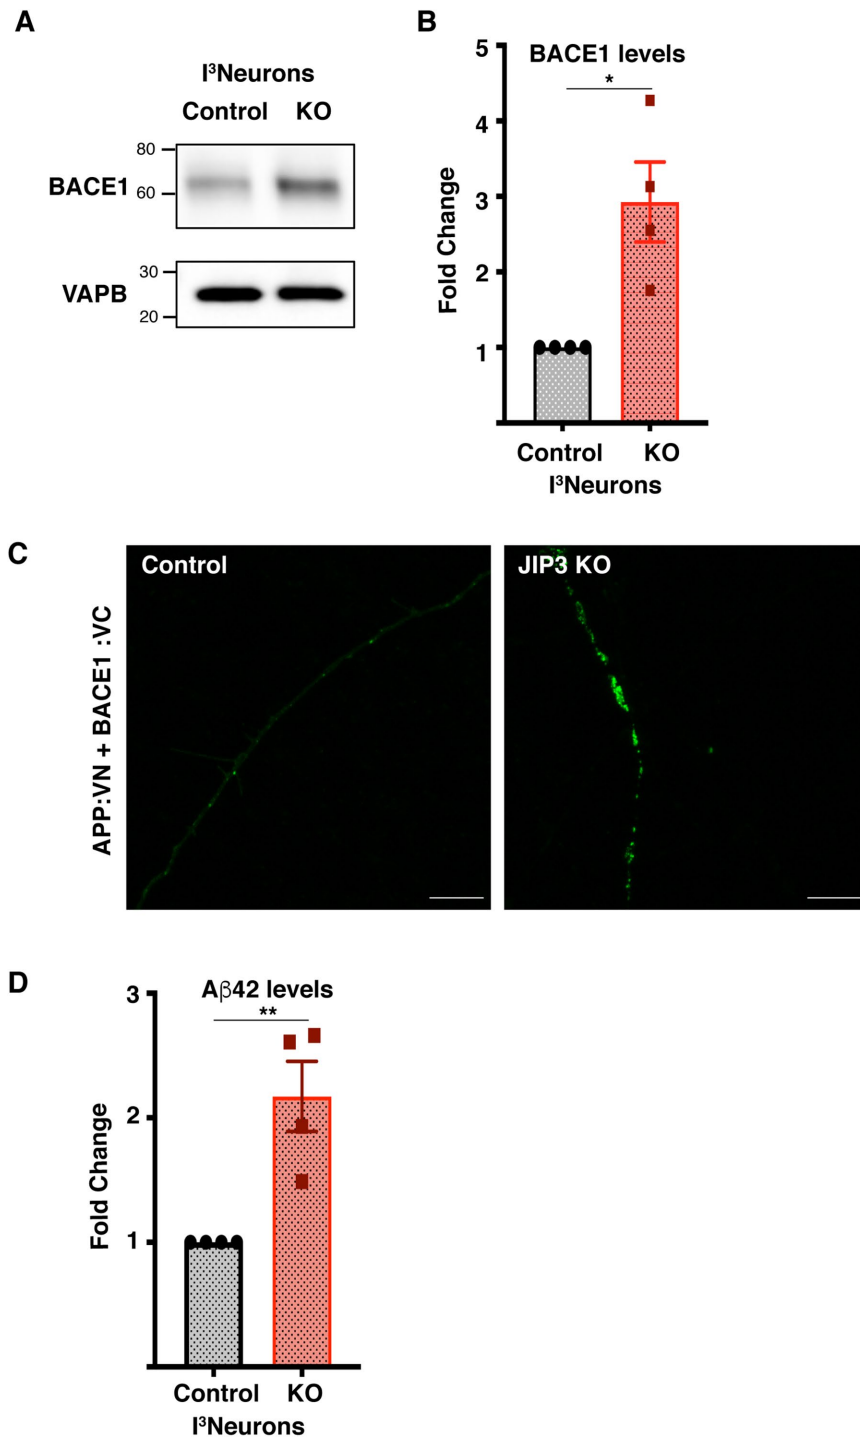 A
I³Neurons
Control KO
80
BACE1
60
30
VAPB
20
B
BACE1 levels
*
5
4
3
2
1
Fold Change
Control KO
I³Neurons
C
Control
JIP3 KO
APP:VN + BACE1 :VC
D
Aβ42 levels
**
3
2
1
Fold Change
Control KO
I³Neurons